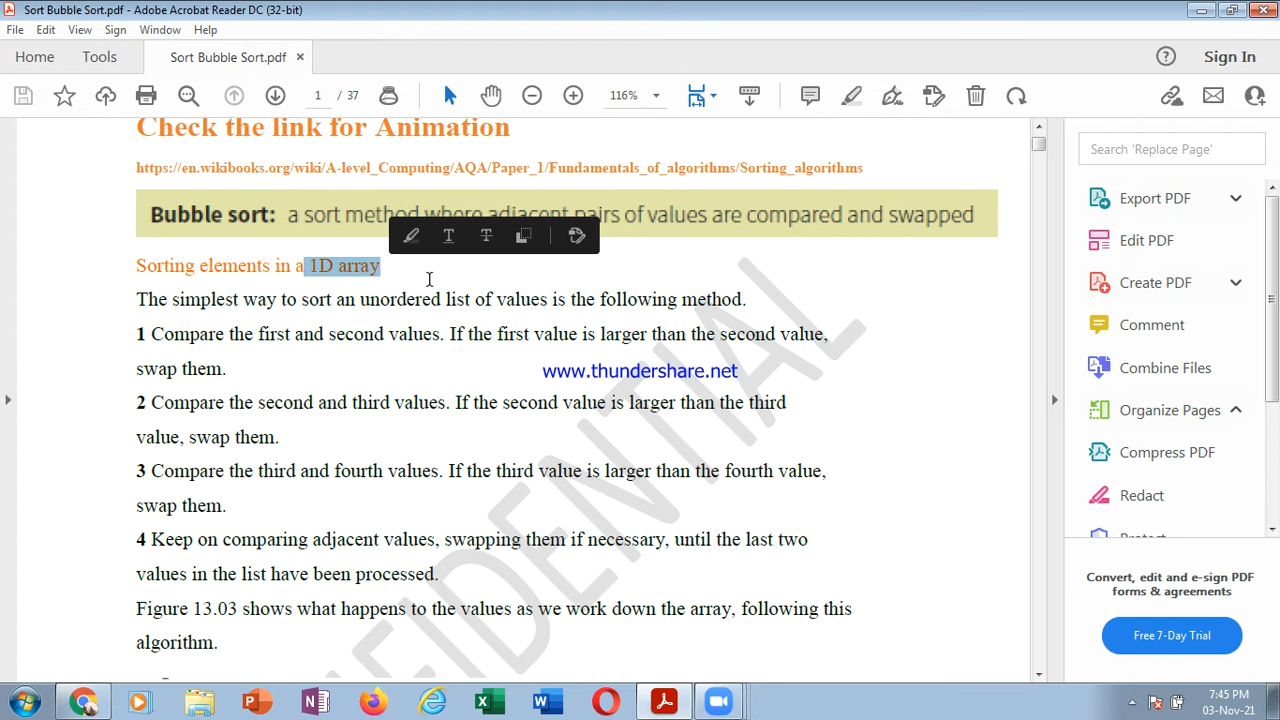 Sort Bubble Sort.pdf - Adobe Acrobat Reader DC (32-bit)
File Edit View Sign Window Help
Home Tools Sort Bubble Sort.pdf × ? Sign In
1 / 37 116%
Check the link for Animation
https://en.wikibooks.org/wiki/A-level_Computing/AQA/Paper_1/Fundamentals_of_algorithms/Sorting_algorithms
Bubble sort: a sort method where adjacent pairs of values are compared and swapped
Sorting elements in a 1D array
The simplest way to sort an unordered list of values is the following method.
1 Compare the first and second values. If the first value is larger than the second value,
swap them.
www.thundershare.net
2 Compare the second and third values. If the second value is larger than the third
value, swap them.
3 Compare the third and fourth values. If the third value is larger than the fourth value,
swap them.
4 Keep on comparing adjacent values, swapping them if necessary, until the last two
values in the list have been processed.
Figure 13.03 shows what happens to the values as we work down the array, following this
algorithm.
Search 'Replace Page'
Export PDF
Edit PDF
Create PDF
Comment
Combine Files
Organize Pages
Compress PDF
Redact
Convert, edit and e-sign PDF
forms & agreements
Free 7-Day Trial
7:45 PM
03-Nov-21